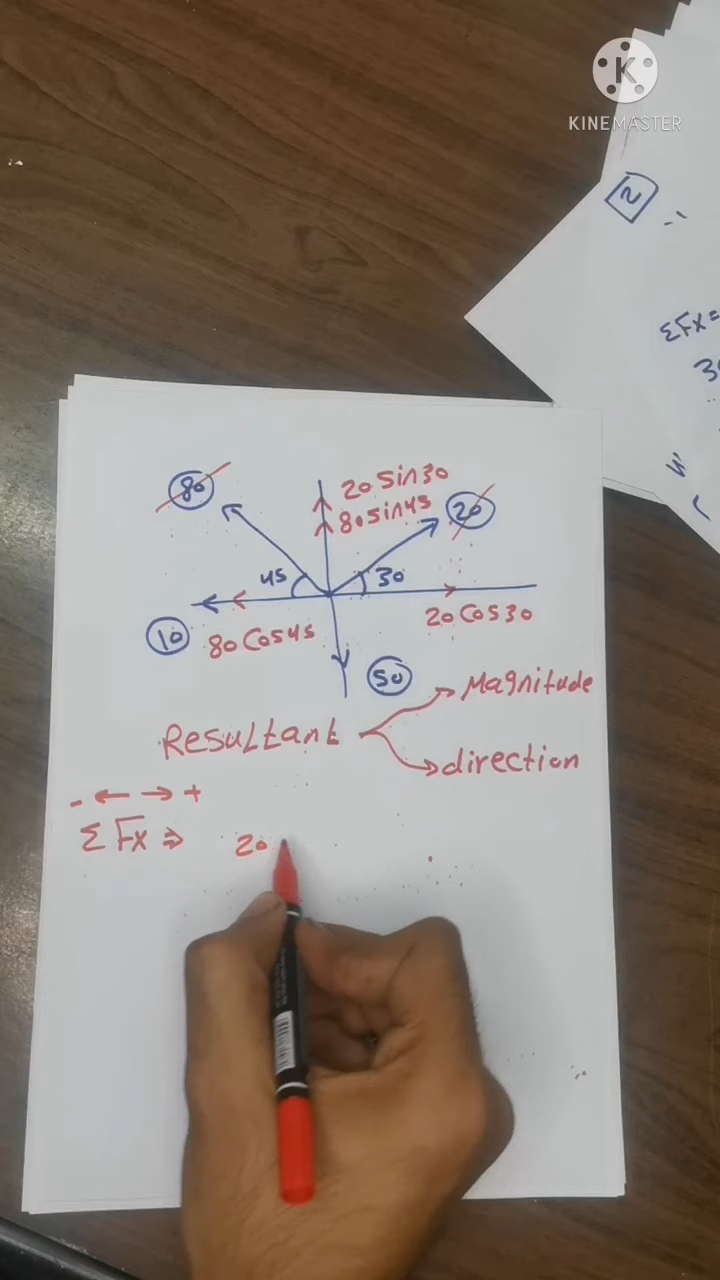 K
KINEMASTER
2
ΣFx=
80
20 Sin30
80 Sin45
20
45
30
10
80 Cos45
20 Cos30
50
Resultant
Magnitude
direction
- ← → +
ΣFx ⇒ 20